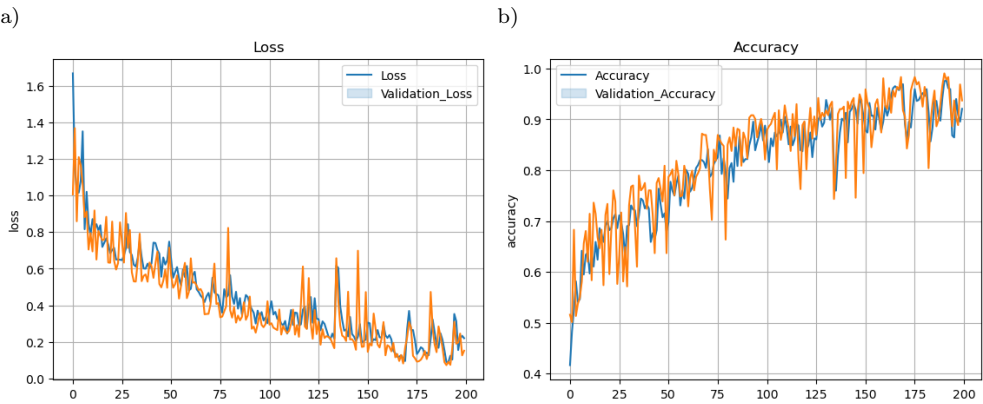 a)
Loss
loss
1.6
1.4
1.2
1.0
0.8
0.6
0.4
0.2
0.0
0 25 50 75 100 125 150 175 200
Loss
Validation_Loss
b)
Accuracy
accuracy
1.0
0.9
0.8
0.7
0.6
0.5
0.4
0 25 50 75 100 125 150 175 200
Accuracy
Validation_Accuracy